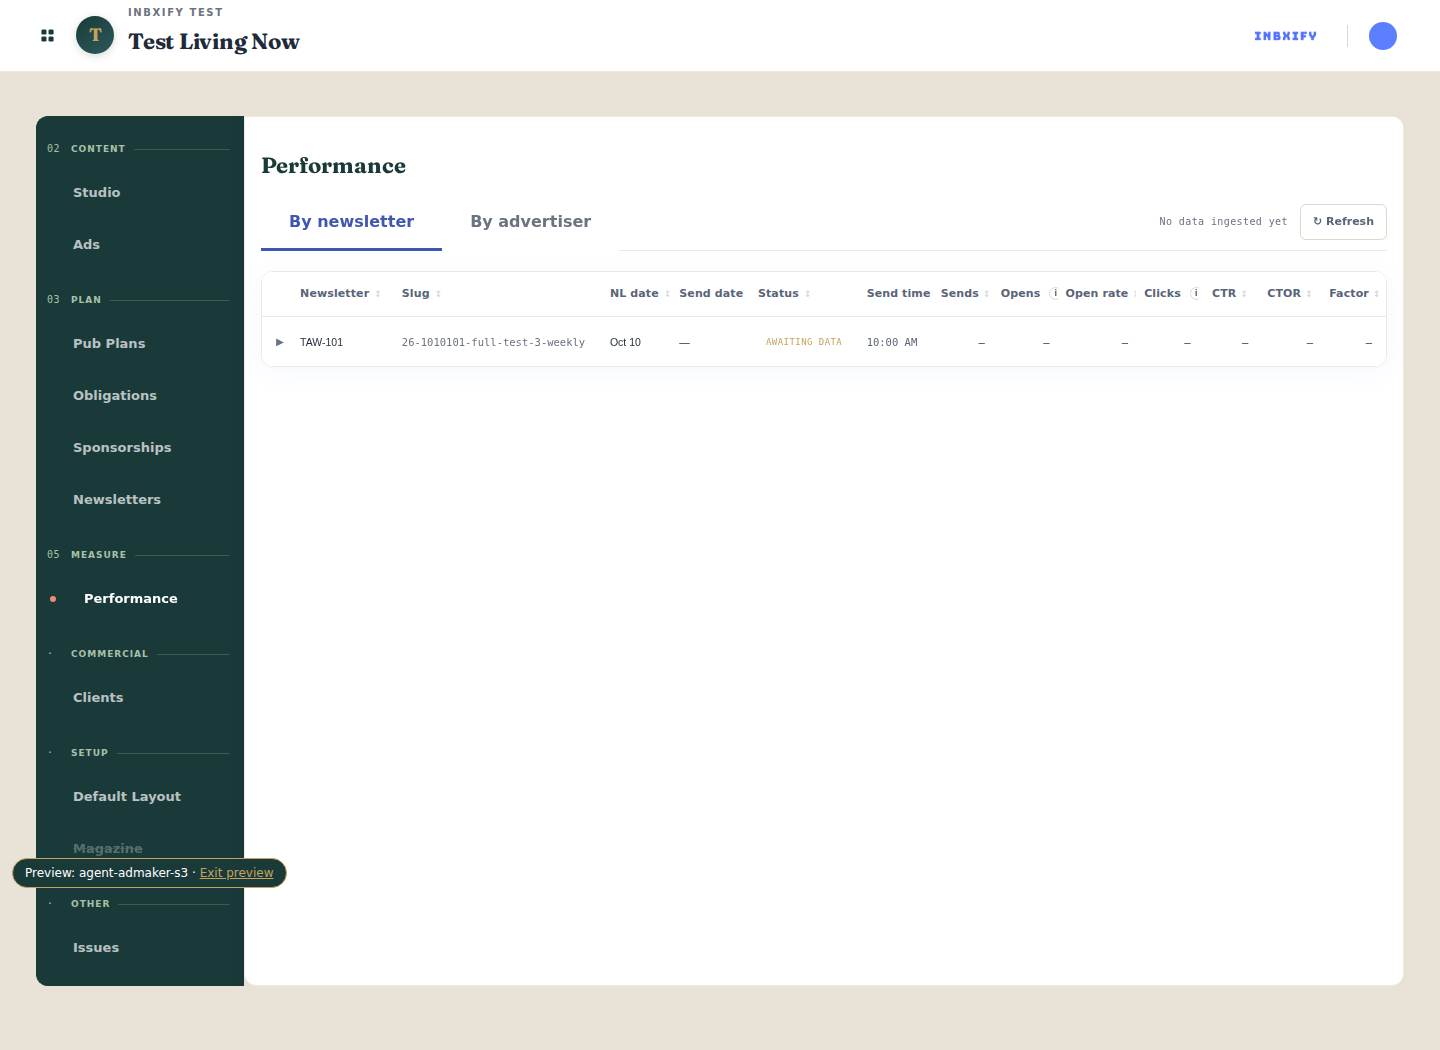 INBXIFY TEST
T
Test Living Now
INBXIFY
02 CONTENT
Studio
Ads
03 PLAN
Pub Plans
Obligations
Sponsorships
Newsletters
05 MEASURE
Performance
· COMMERCIAL
Clients
· SETUP
Default Layout
Magazine
Preview: agent-admaker-s3 · Exit preview
· OTHER
Issues
Performance
By newsletter By advertiser No data ingested yet ↻ Refresh
Newsletter ↕ Slug ↕ NL date ↕ Send date Status ↕ Send time Sends ↕ Opens i Open rate Clicks i CTR ↕ CTOR ↕ Factor ↕
▶ TAW-101 26-1010101-full-test-3-weekly Oct 10 — AWAITING DATA 10:00 AM – – – – – – –